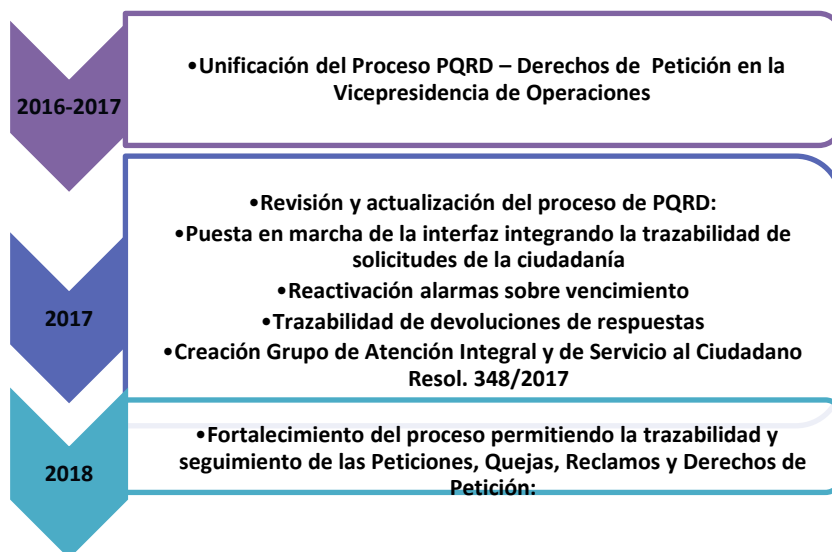 2016-2017
•Unificación del Proceso PQRD – Derechos de Petición en la
Vicepresidencia de Operaciones
2017
•Revisión y actualización del proceso de PQRD:
•Puesta en marcha de la interfaz integrando la trazabilidad de
solicitudes de la ciudadanía
•Reactivación alarmas sobre vencimiento
•Trazabilidad de devoluciones de respuestas
•Creación Grupo de Atención Integral y de Servicio al Ciudadano
Resol. 348/2017
2018
•Fortalecimiento del proceso permitiendo la trazabilidad y
seguimiento de las Peticiones, Quejas, Reclamos y Derechos de
Petición: